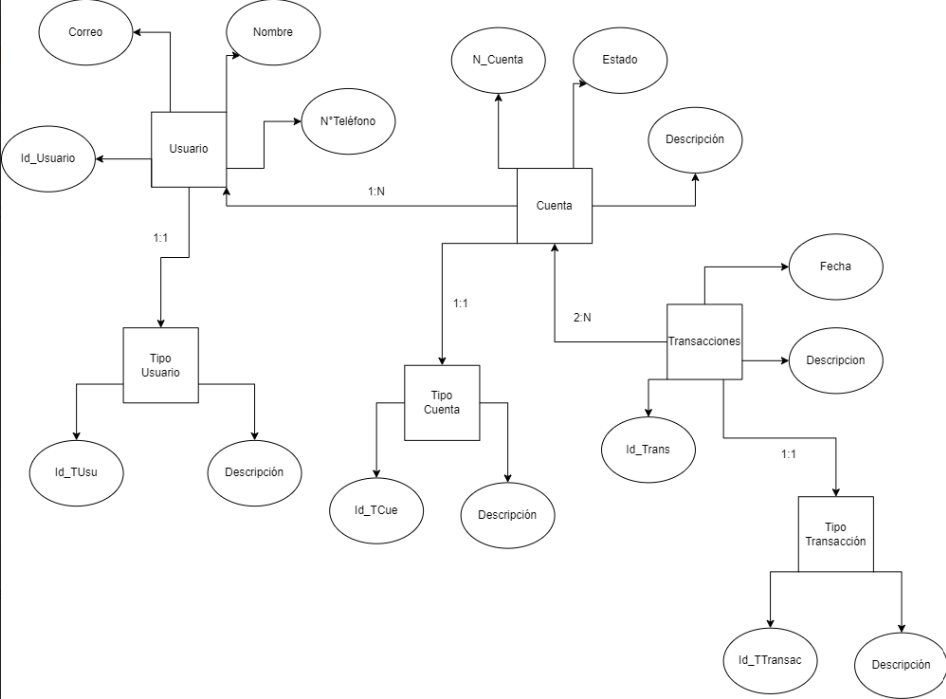 Correo
Nombre
N_Cuenta
Estado
N°Teléfono
Descripción
Usuario
Id_Usuario
1:N
Cuenta
1:1
Fecha
1:1
2:N
Transacciones
Tipo
Usuario
Descripcion
Tipo
Cuenta
Id_Trans
1:1
Id_TUsu
Descripción
Id_TCue
Descripción
Tipo
Transacción
Id_TTransac
Descripción